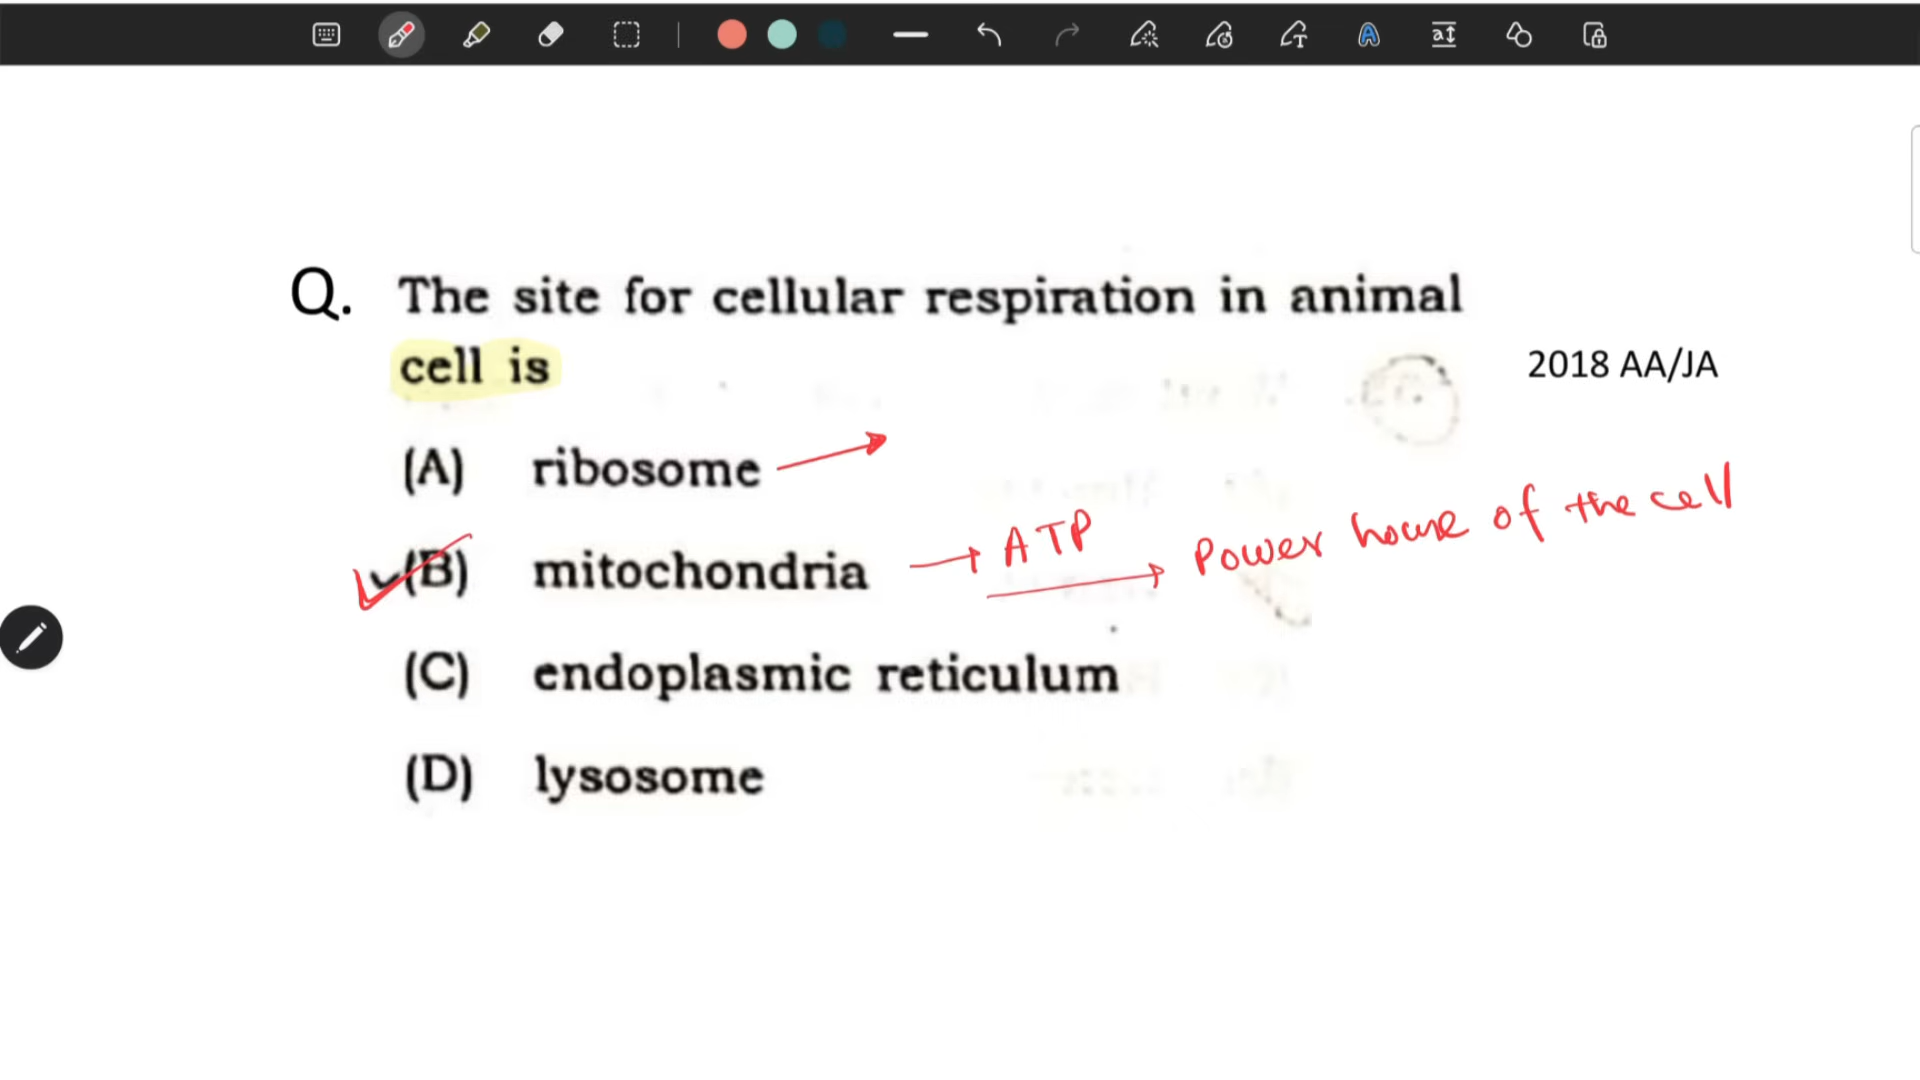 Q. The site for cellular respiration in animal
cell is
2018 AA/JA
(A) ribosome
(B) mitochondria → ATP → Power house of the cell
(C) endoplasmic reticulum
(D) lysosome